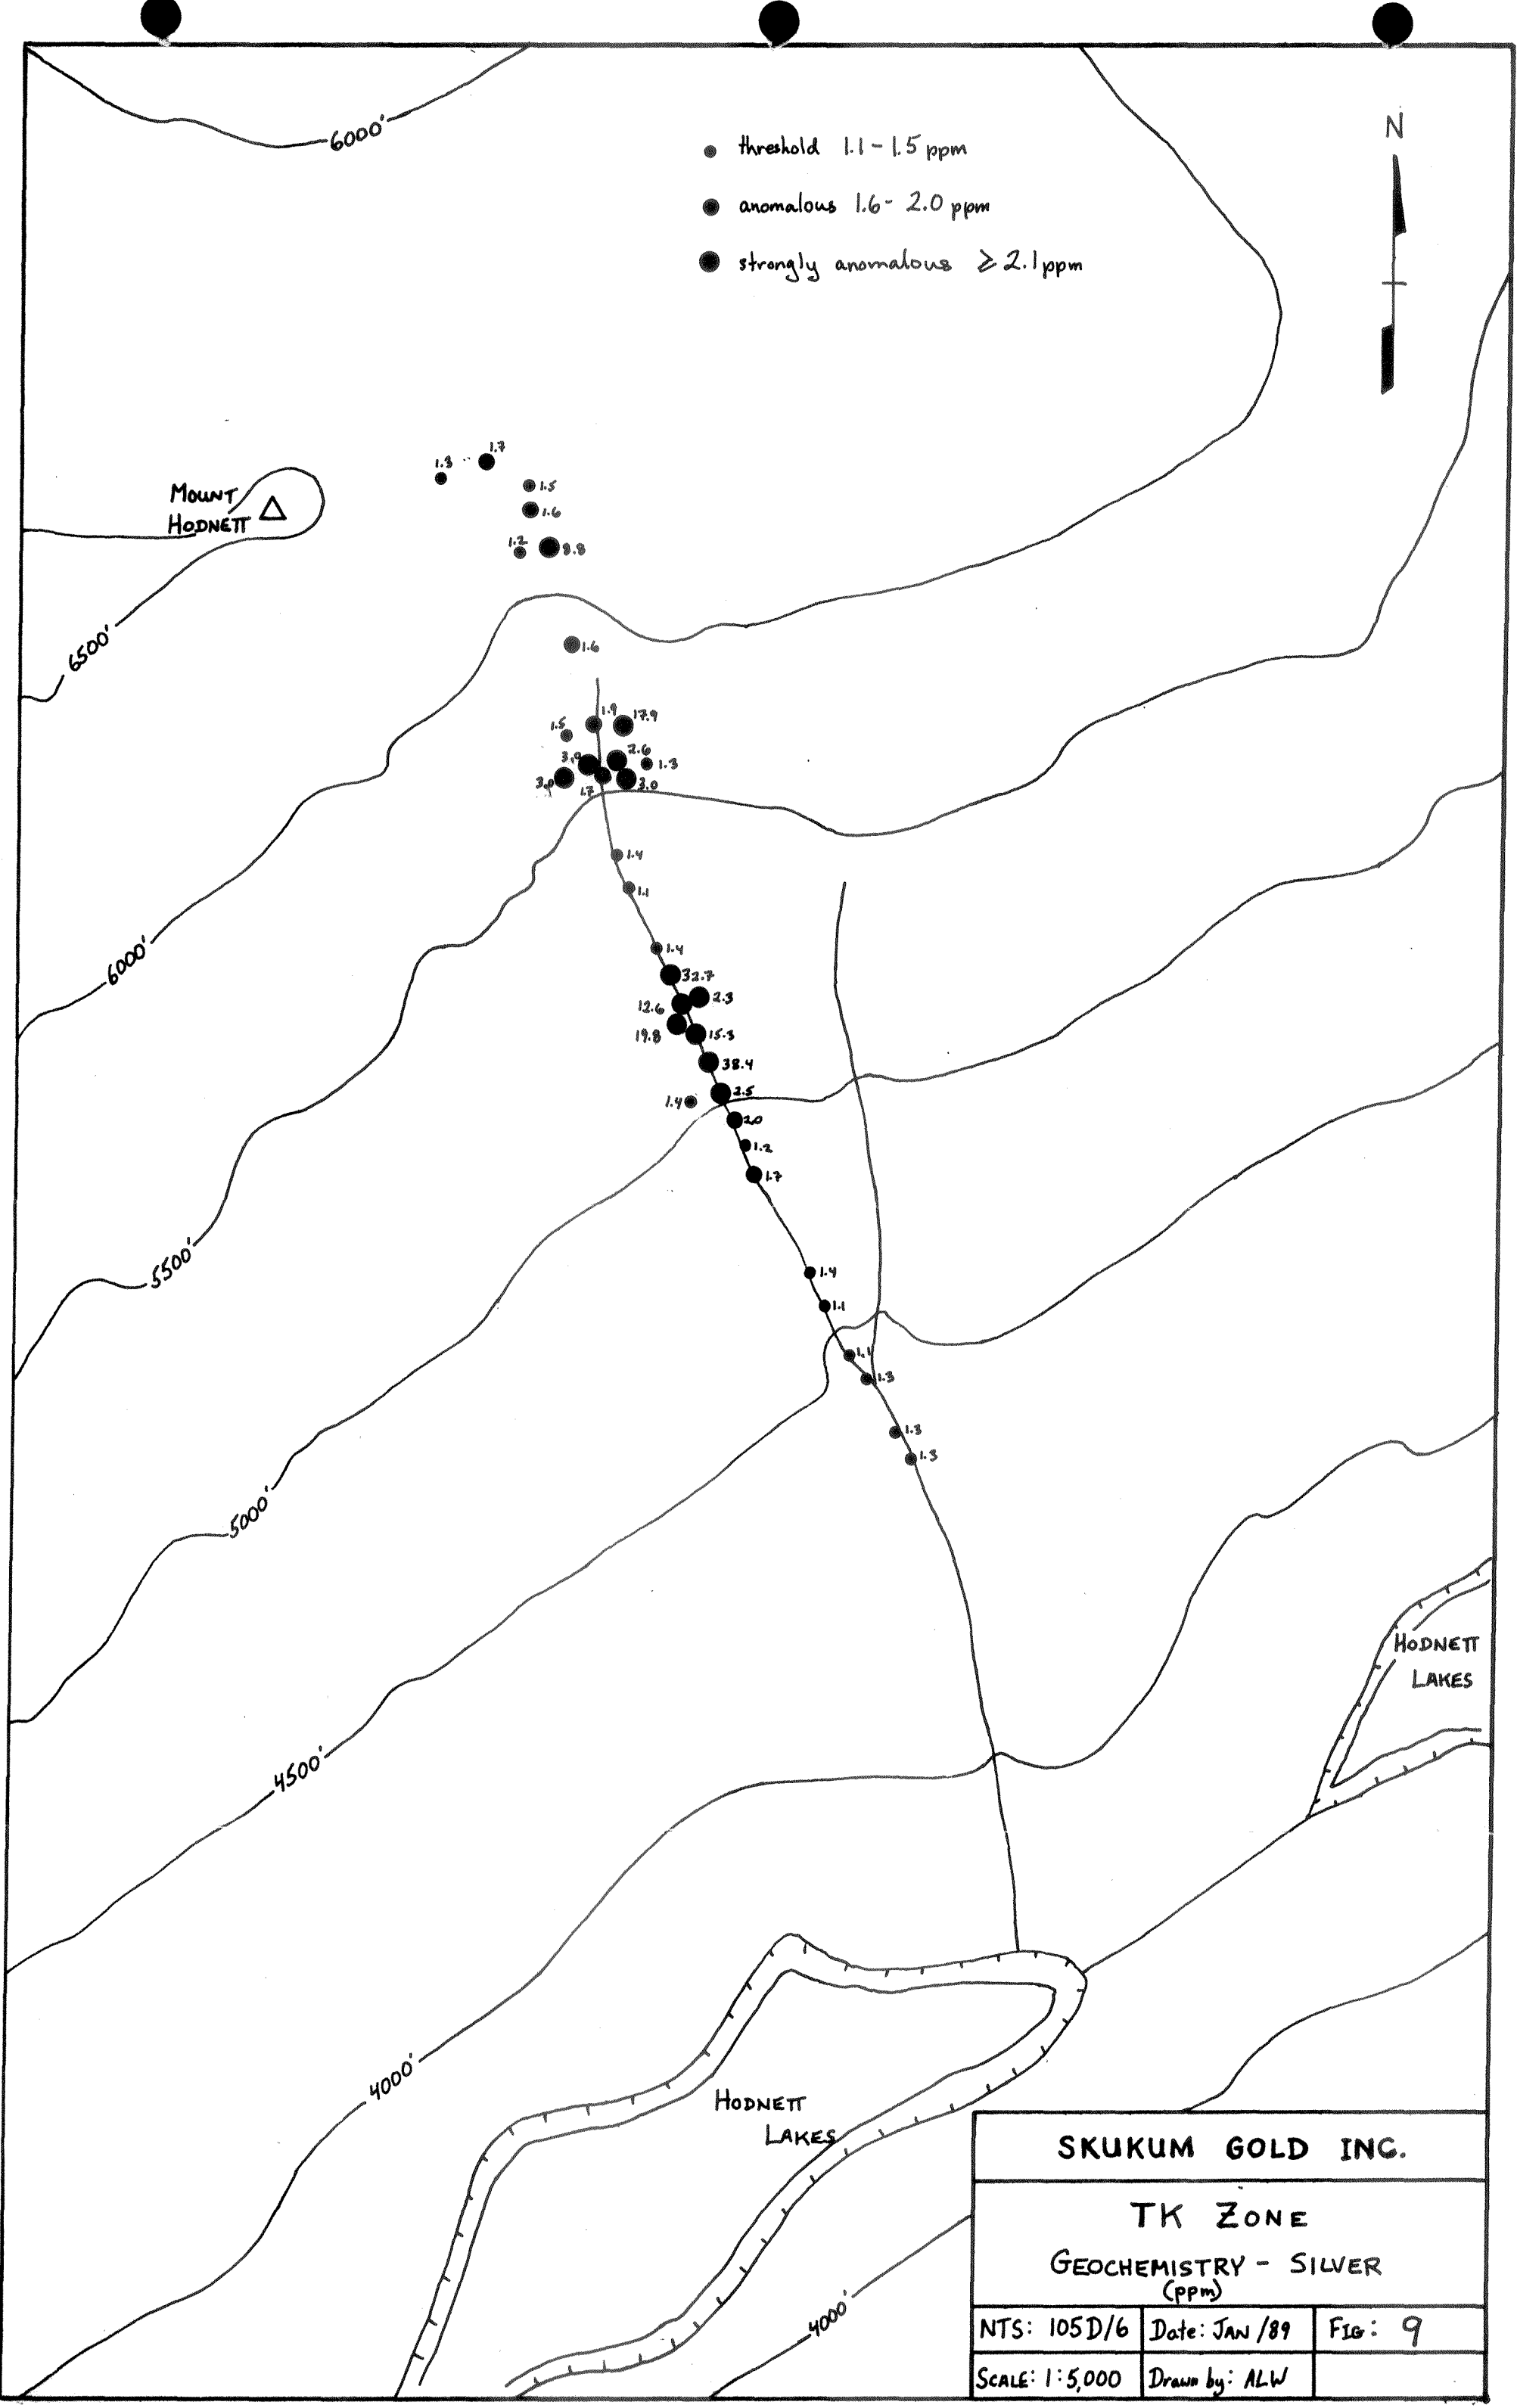 6000'
threshold 1.1 - 1.5 ppm
anomalous 1.6 - 2.0 ppm
strongly anomalous ≥ 2.1 ppm
N
1.3
1.7
MOUNT
HODNETT
1.5
1.6
1.2
8.8
6500'
1.6
1.9
17.9
1.5
3.0
2.6
1.3
3.0
1.7
3.0
1.4
1.1
6000'
1.4
32.7
12.6
2.3
19.8
15.3
38.4
2.5
1.4
2.0
1.2
1.7
5500'
1.4
1.1
1.1
1.3
1.3
1.3
5000'
HODNETT
LAKES
4500'
4000'
HODNETT
LAKES
4000'
SKUKUM GOLD INC.
TK ZONE
GEOCHEMISTRY - SILVER
(ppm)
NTS: 105D/6 Date: JAN /89 FIG: 9
SCALE: 1:5,000 Drawn by: ALW